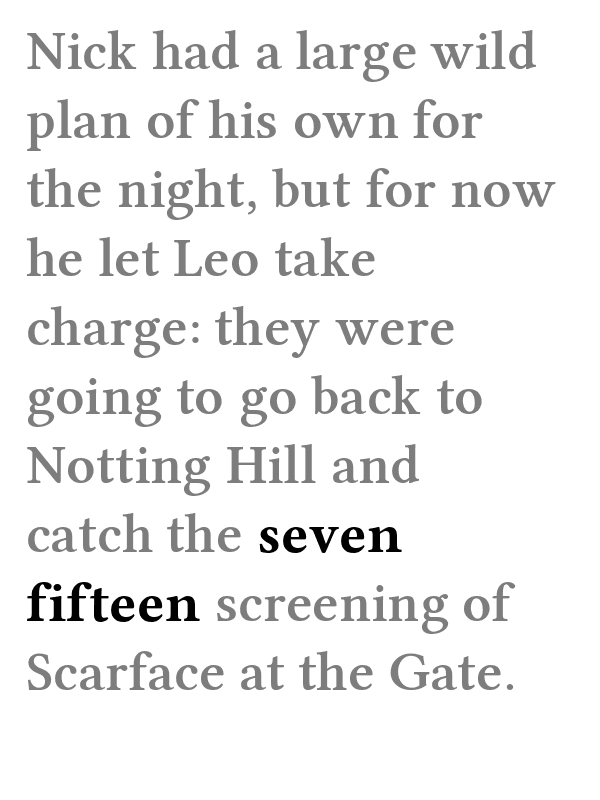 Nick had a large wild
plan of his own for
the night, but for now
he let Leo take
charge: they were
going to go back to
Notting Hill and
catch the seven
fifteen screening of
Scarface at the Gate.